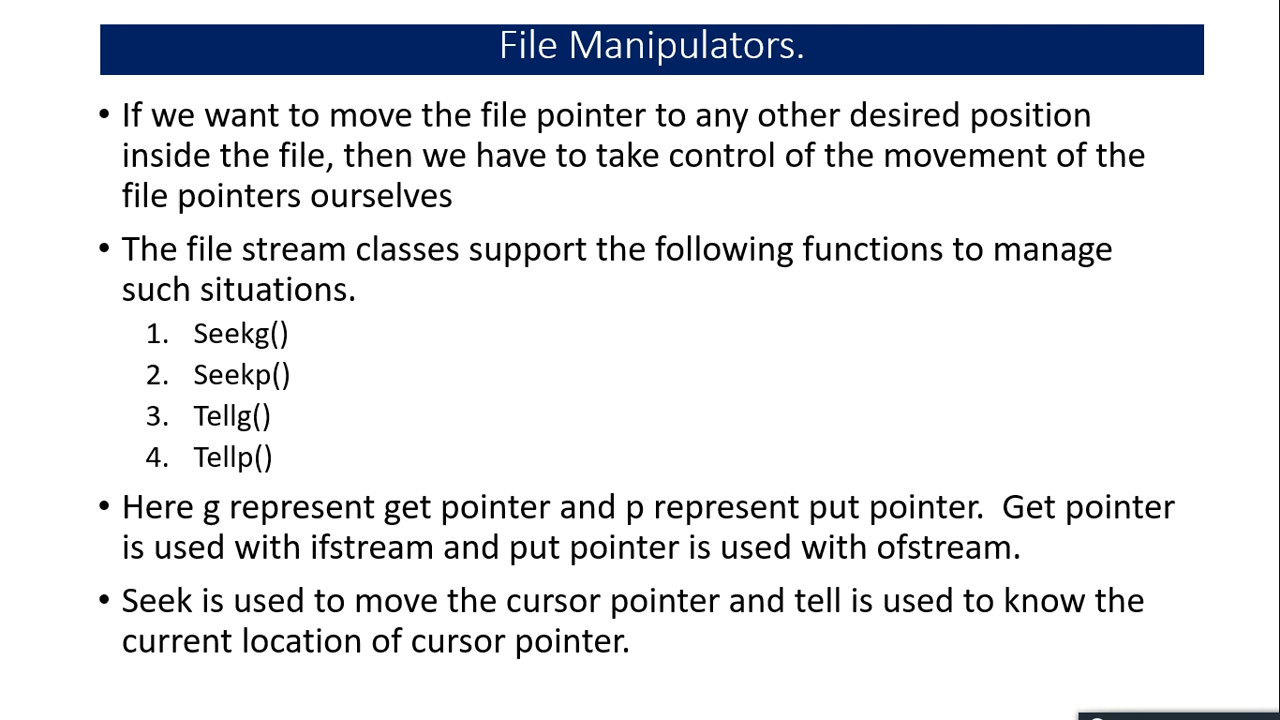 File Manipulators.
• If we want to move the file pointer to any other desired position
inside the file, then we have to take control of the movement of the
file pointers ourselves
• The file stream classes support the following functions to manage
such situations.
1. Seekg()
2. Seekp()
3. Tellg()
4. Tellp()
• Here g represent get pointer and p represent put pointer.  Get pointer
is used with ifstream and put pointer is used with ofstream.
• Seek is used to move the cursor pointer and tell is used to know the
current location of cursor pointer.